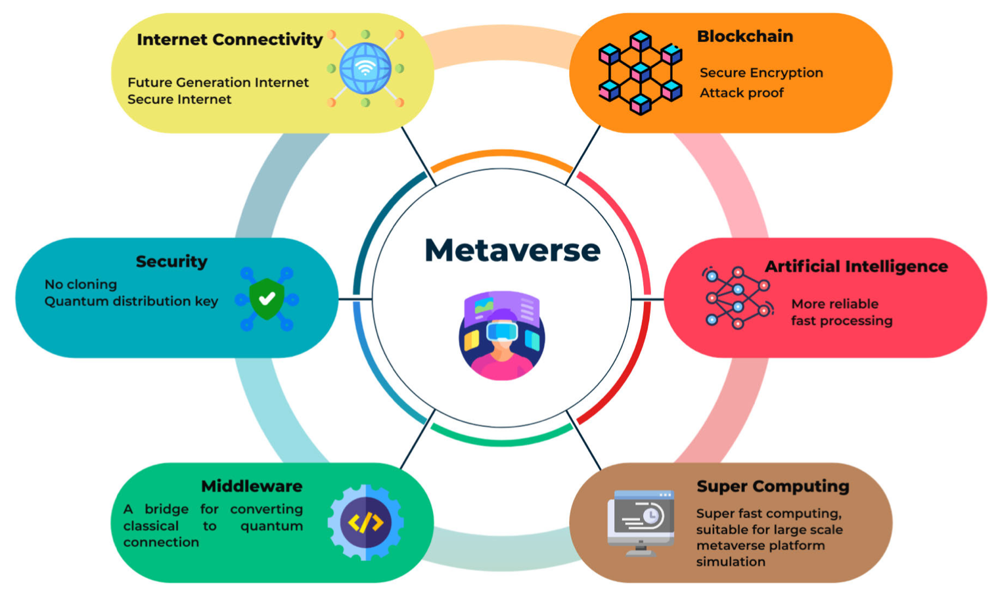 Internet Connectivity
Future Generation Internet
Secure Internet
Blockchain
Secure Encryption
Attack proof
Security
No cloning
Quantum distribution key
Metaverse
Artificial Intelligence
More reliable
fast processing
Middleware
A bridge for converting
classical to quantum
connection
Super Computing
Super fast computing,
suitable for large scale
metaverse platform
simulation